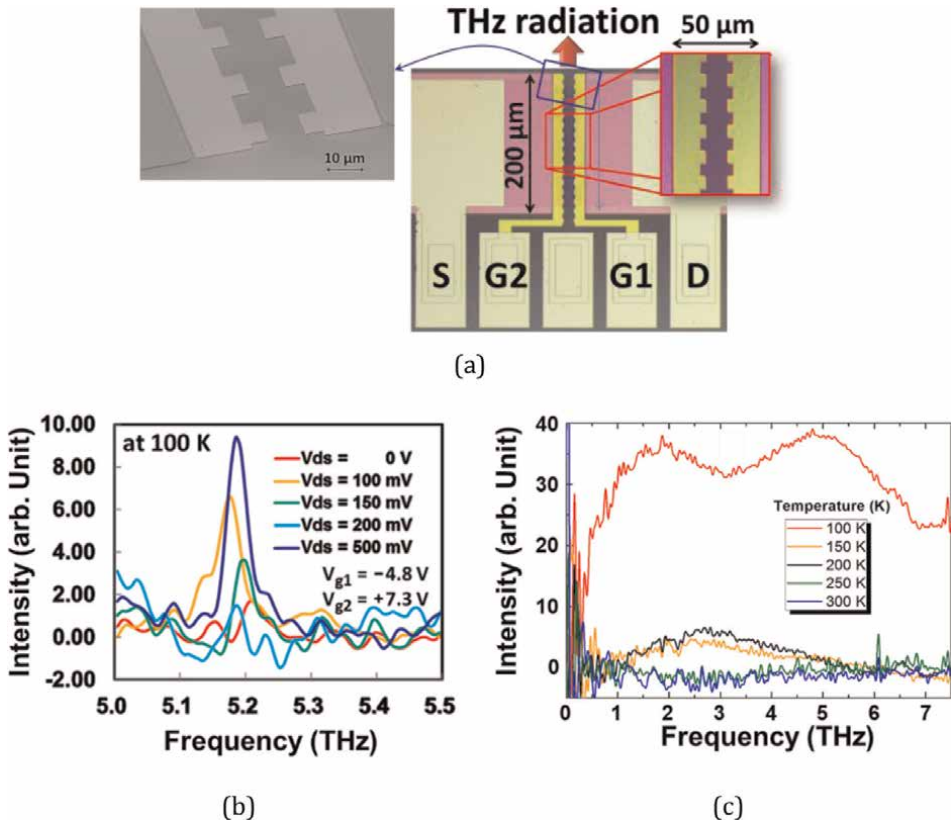 THz radiation
50 µm
10 µm
200 µm
S G2 G1 D
(a)
10.00
8.00
6.00
4.00
2.00
0.00
-2.00
Intensity (arb. Unit)
at 100 K
Vds = 0 V
Vds = 100 mV
Vds = 150 mV
Vds = 200 mV
Vds = 500 mV
Vg1 = −4.8 V
Vg2 = +7.3 V
5.0 5.1 5.2 5.3 5.4 5.5
Frequency (THz)
(b)
40
30
20
10
0
Intensity (arb. Unit)
Temperature (K)
100 K
150 K
200 K
250 K
300 K
0 1 2 3 4 5 6 7
Frequency (THz)
(c)